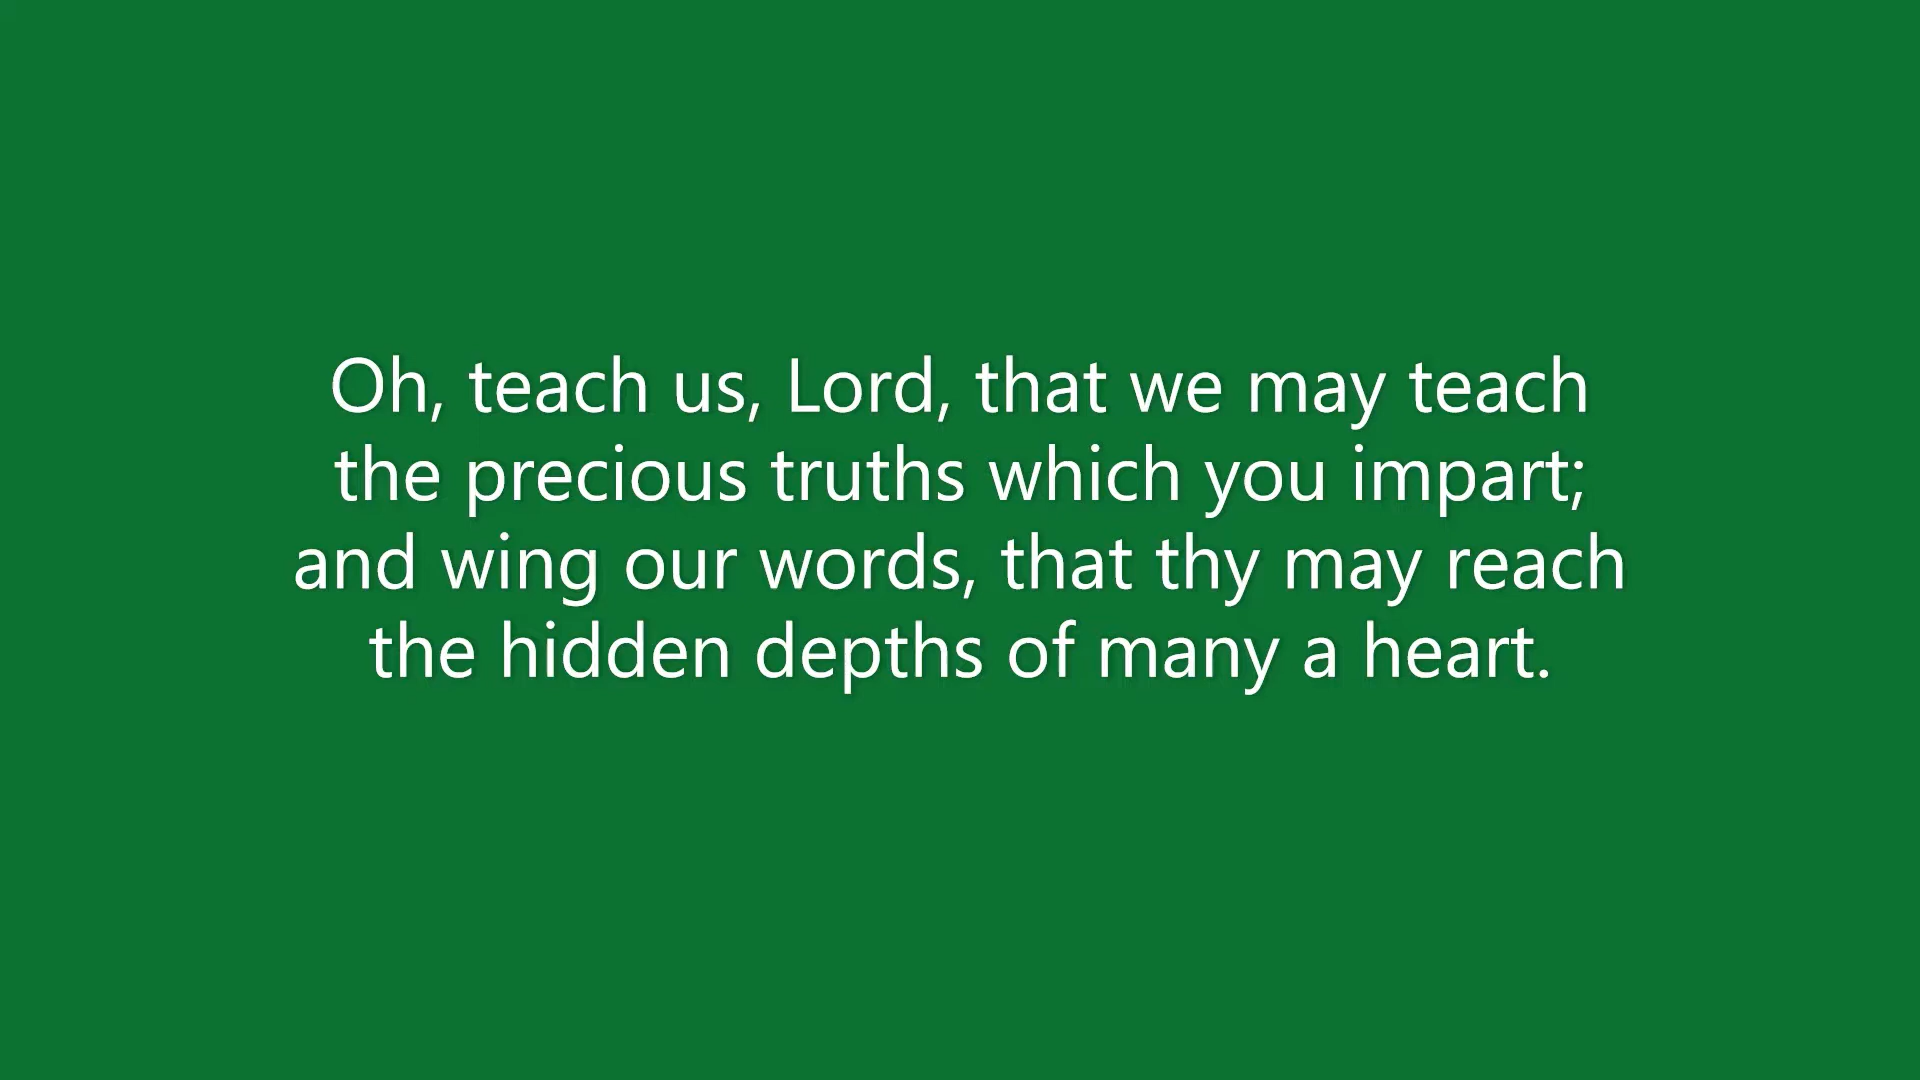 Oh, teach us, Lord, that we may teach
the precious truths which you impart;
and wing our words, that thy may reach
the hidden depths of many a heart.